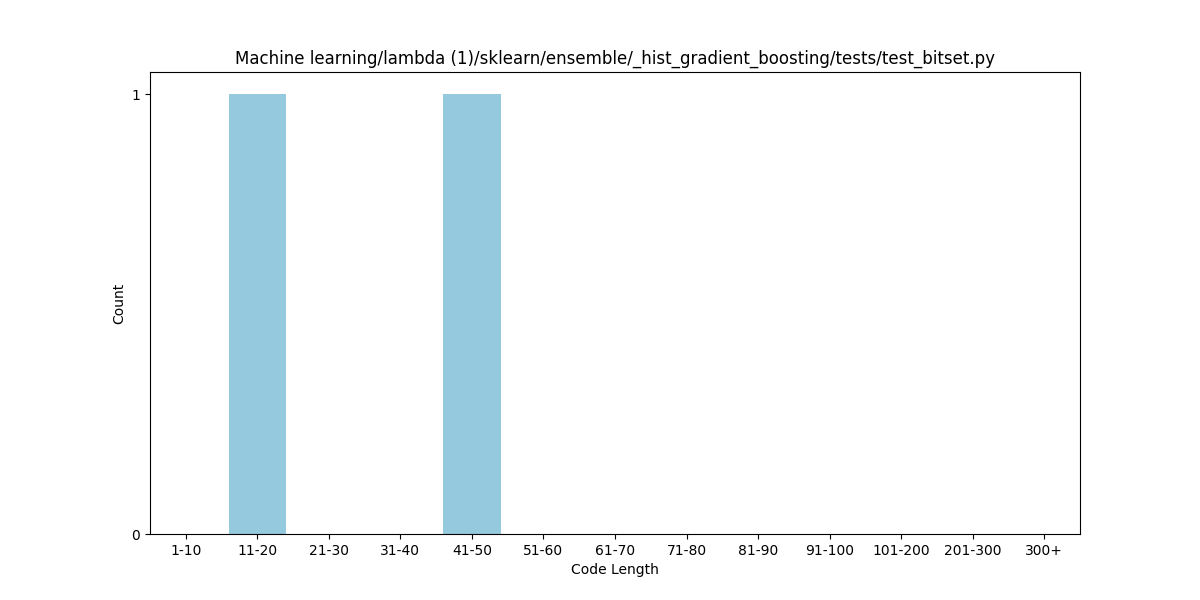 Machine learning/lambda (1)/sklearn/ensemble/_hist_gradient_boosting/tests/test_bitset.py
1
Count
0
1-10 11-20 21-30 31-40 41-50 51-60 61-70 71-80 81-90 91-100 101-200 201-300 300+
Code Length